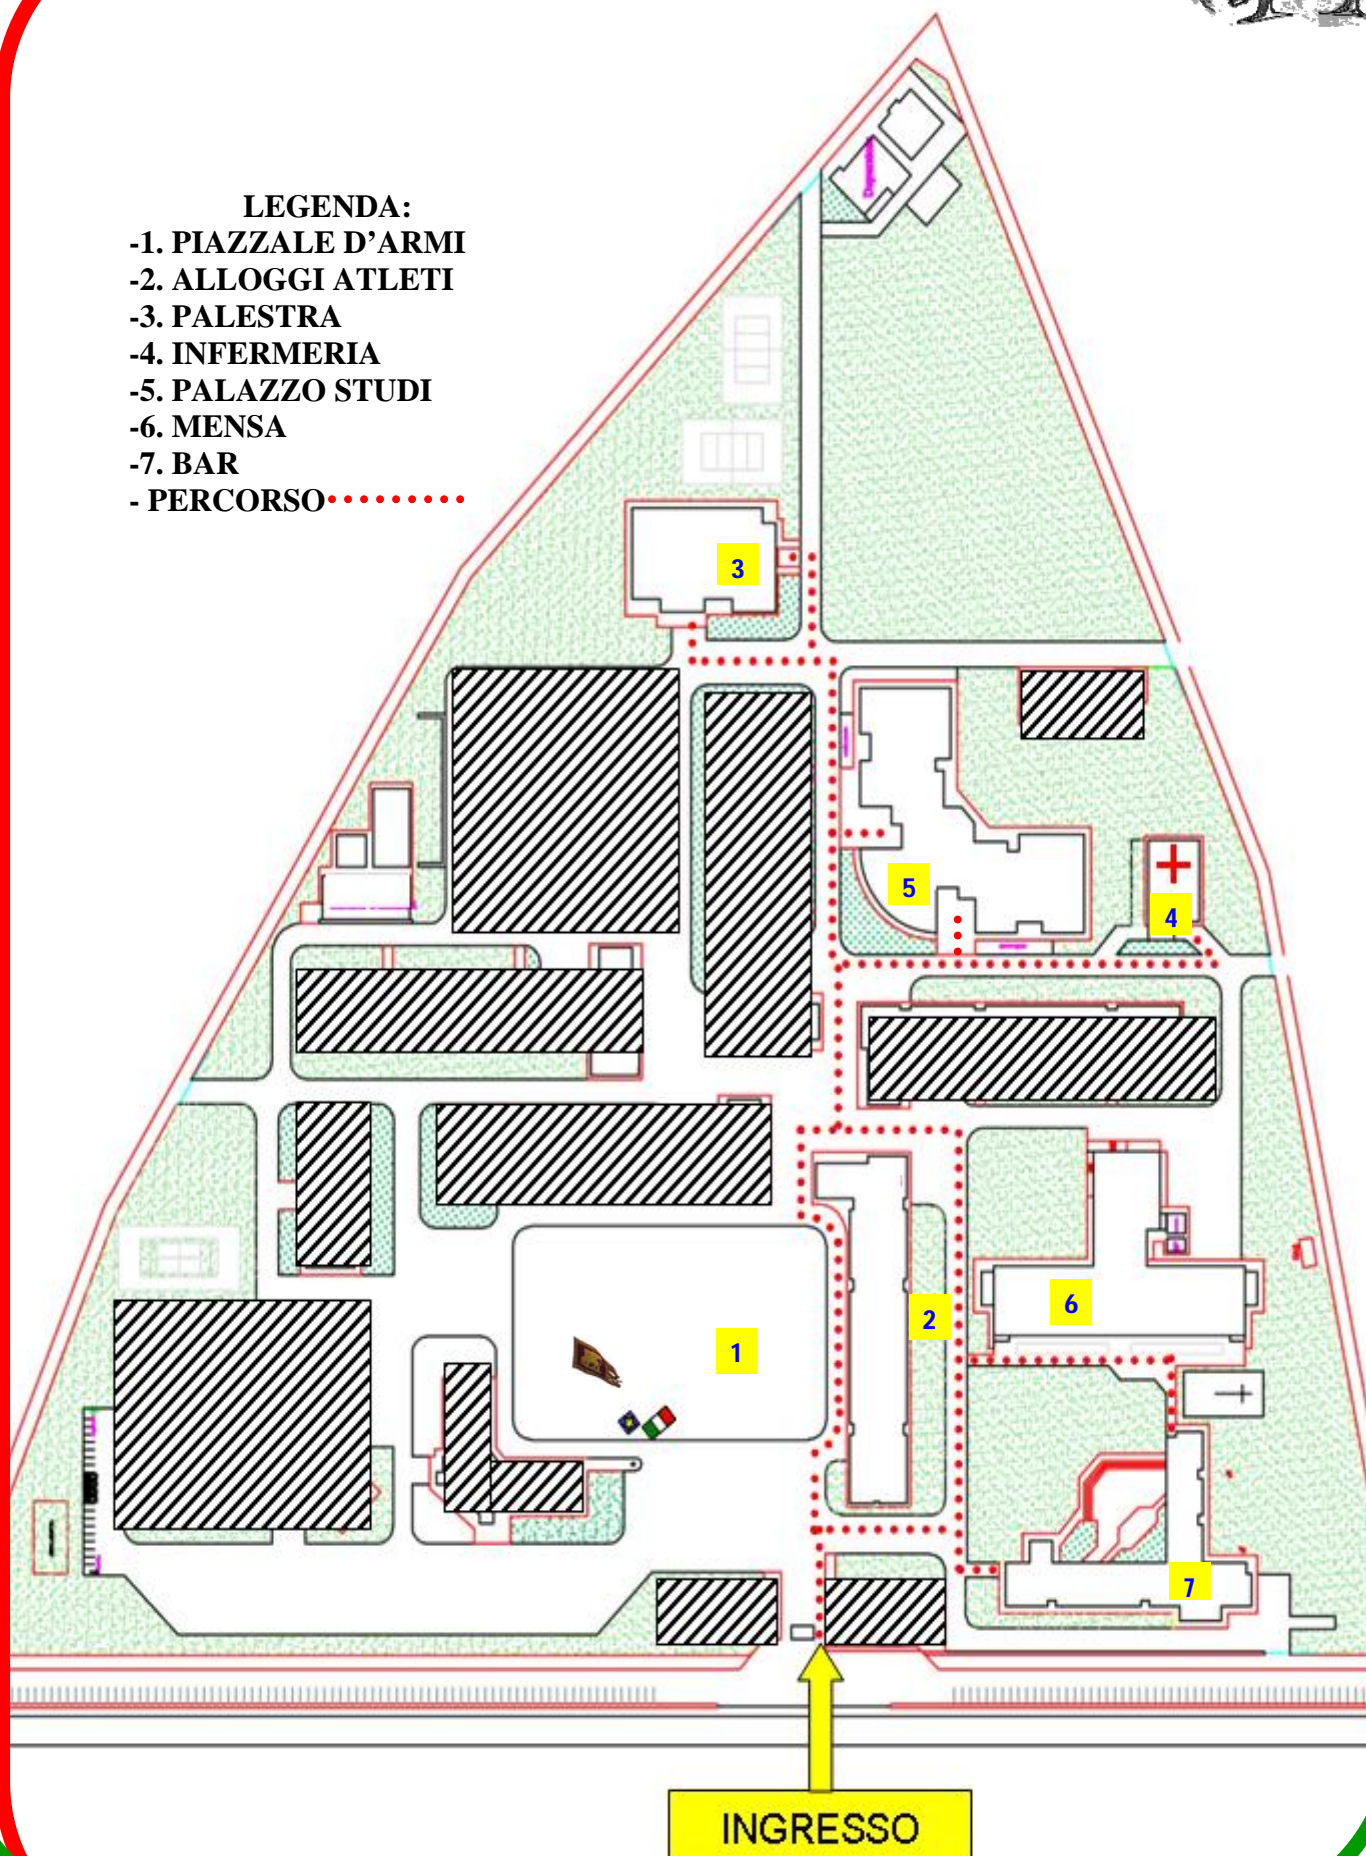 LEGENDA:
-1. PIAZZALE D’ARMI
-2. ALLOGGI ATLETI
-3. PALESTRA
-4. INFERMERIA
-5. PALAZZO STUDI
-6. MENSA
-7. BAR
- PERCORSO
3
5
4
2
6
1
7
INGRESSO